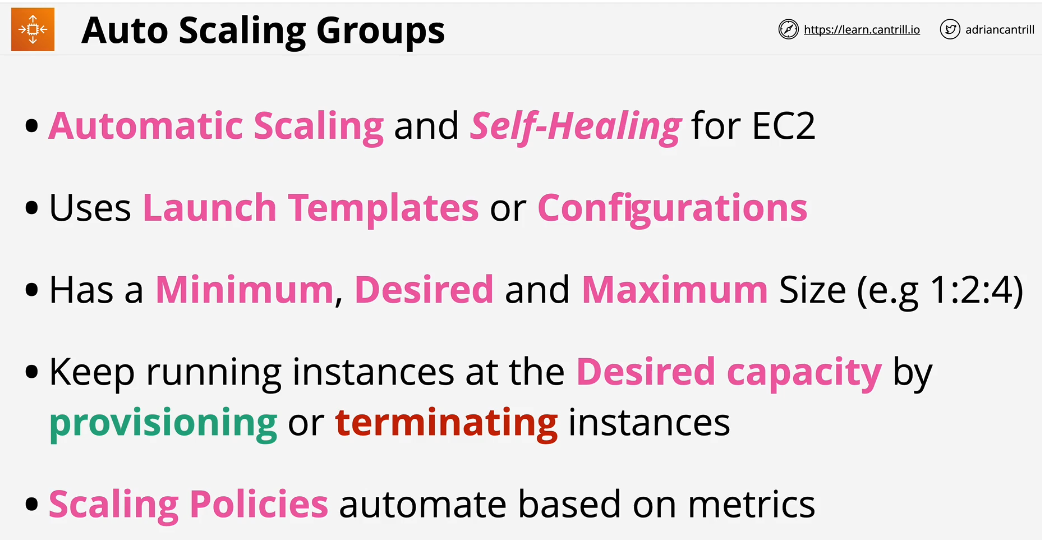 Auto Scaling Groups
https://learn.cantrill.io
adriancantrill
• Automatic Scaling and Self-Healing for EC2
• Uses Launch Templates or Configurations
• Has a Minimum, Desired and Maximum Size (e.g 1:2:4)
• Keep running instances at the Desired capacity by
provisioning or terminating instances
• Scaling Policies automate based on metrics